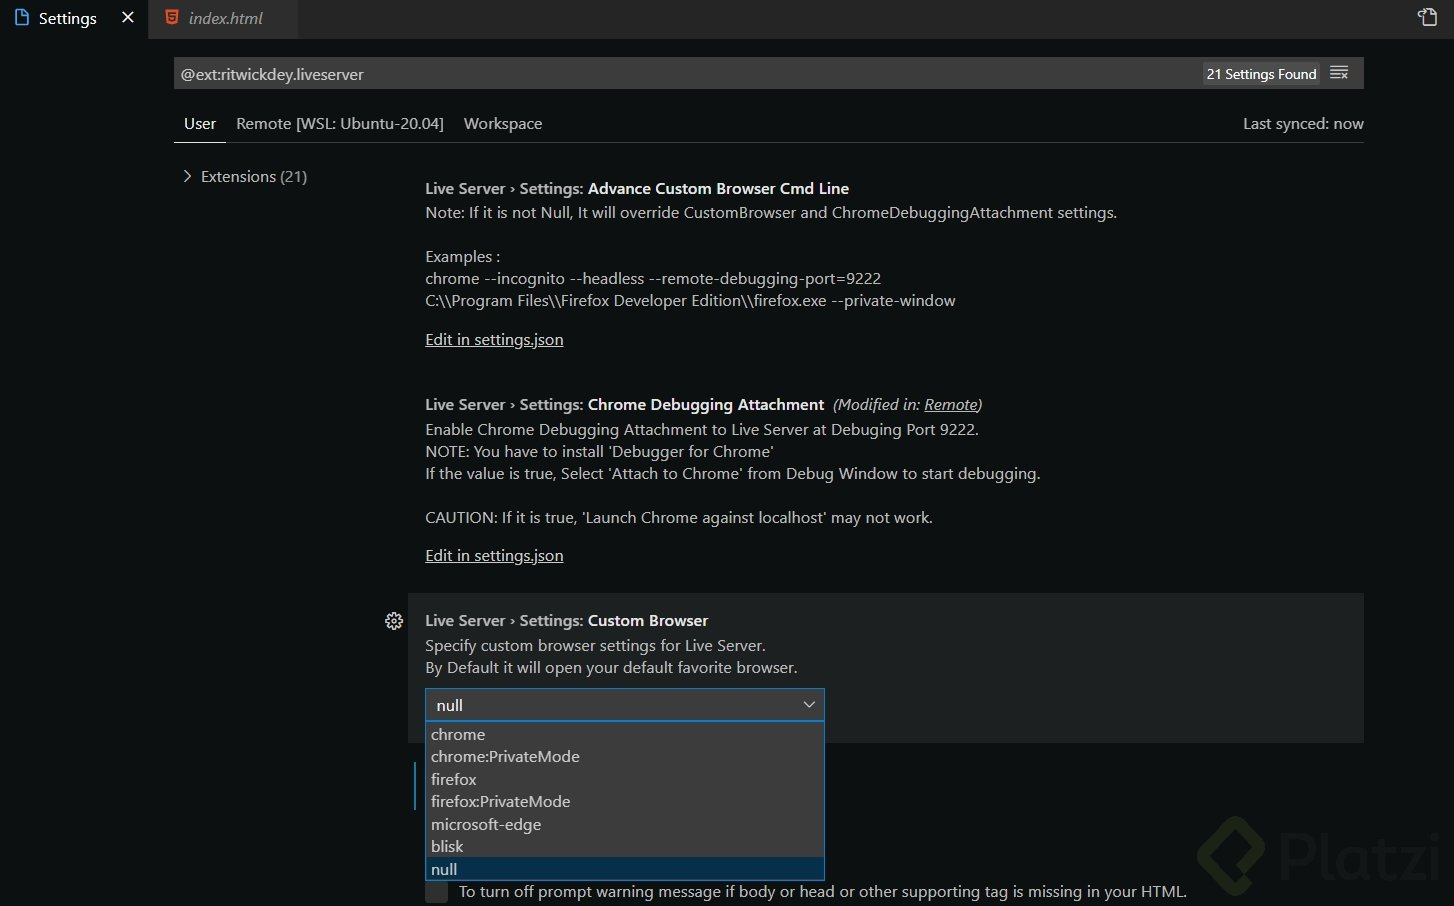 Settings
index.html
@ext:ritwickdey.liveserver
21 Settings Found
User Remote [WSL: Ubuntu-20.04] Workspace
Last synced: now
Extensions (21)
Live Server › Settings: Advance Custom Browser Cmd Line
Note: If it is not Null, It will override CustomBrowser and ChromeDebuggingAttachment settings.
Examples :
chrome --incognito --headless --remote-debugging-port=9222
C:\\Program Files\\Firefox Developer Edition\\firefox.exe --private-window
Edit in settings.json
Live Server › Settings: Chrome Debugging Attachment (Modified in: Remote)
Enable Chrome Debugging Attachment to Live Server at Debuging Port 9222.
NOTE: You have to install 'Debugger for Chrome'
If the value is true, Select 'Attach to Chrome' from Debug Window to start debugging.
CAUTION: If it is true, 'Launch Chrome against localhost' may not work.
Edit in settings.json
Live Server › Settings: Custom Browser
Specify custom browser settings for Live Server.
By Default it will open your default favorite browser.
null
chrome
chrome:PrivateMode
firefox
firefox:PrivateMode
microsoft-edge
blisk
null
To turn off prompt warning message if body or head or other supporting tag is missing in your HTML.
Platzi